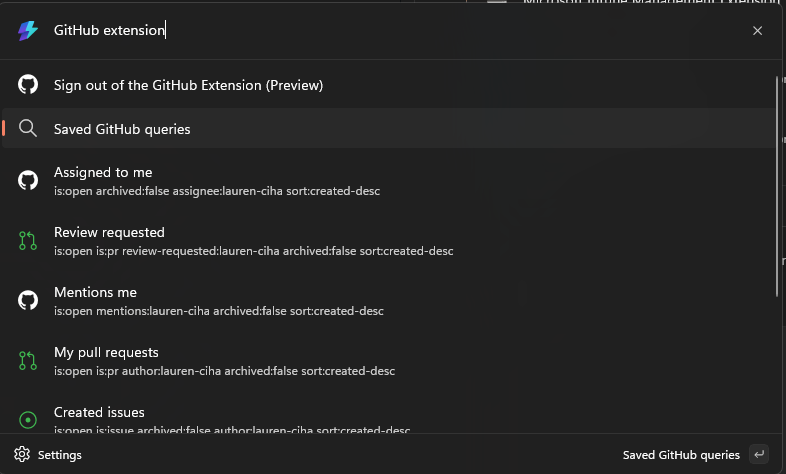 Microsoft Intune Management Extension
GitHub extension
Sign out of the GitHub Extension (Preview)
Saved GitHub queries
Assigned to me
is:open archived:false assignee:lauren-ciha sort:created-desc
Review requested
is:open is:pr review-requested:lauren-ciha archived:false sort:created-desc
Mentions me
is:open mentions:lauren-ciha archived:false sort:created-desc
My pull requests
is:open is:pr author:lauren-ciha archived:false sort:created-desc
Created issues
is:open is:issue archived:false author:lauren-ciha sort:created-desc
Settings
Saved GitHub queries